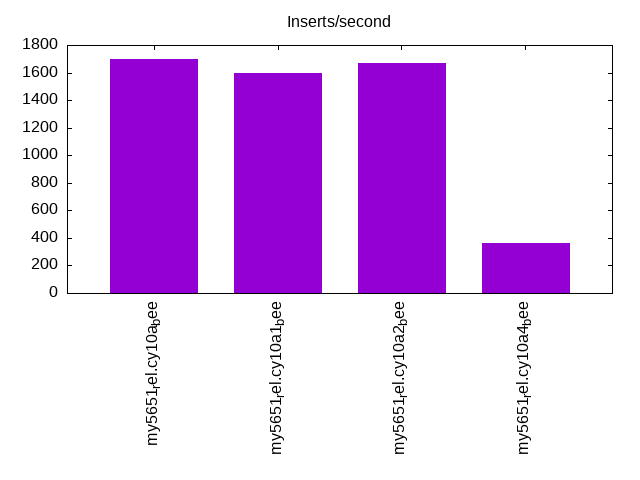 Inserts/second
1800
1600
1400
1200
1000
800
600
400
200
0
my5651rel.cy10abee
my5651rel.cy10a1bee
my5651rel.cy10a2bee
my5651rel.cy10a4bee